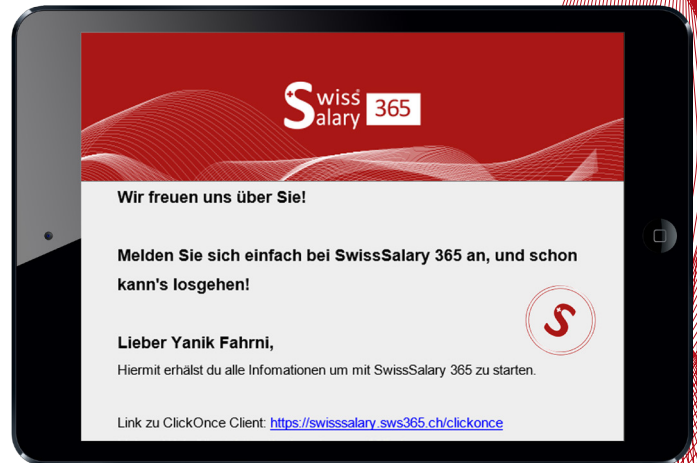 Swiss
Salary 365
Wir freuen uns über Sie!
Melden Sie sich einfach bei SwissSalary 365 an, und schon
kann's losgehen!
Lieber Yanik Fahrni,
Hiermit erhälst du alle Infomationen um mit SwissSalary 365 zu starten.
Link zu ClickOnce Client: https://swisssalary.sws365.ch/clickonce
S